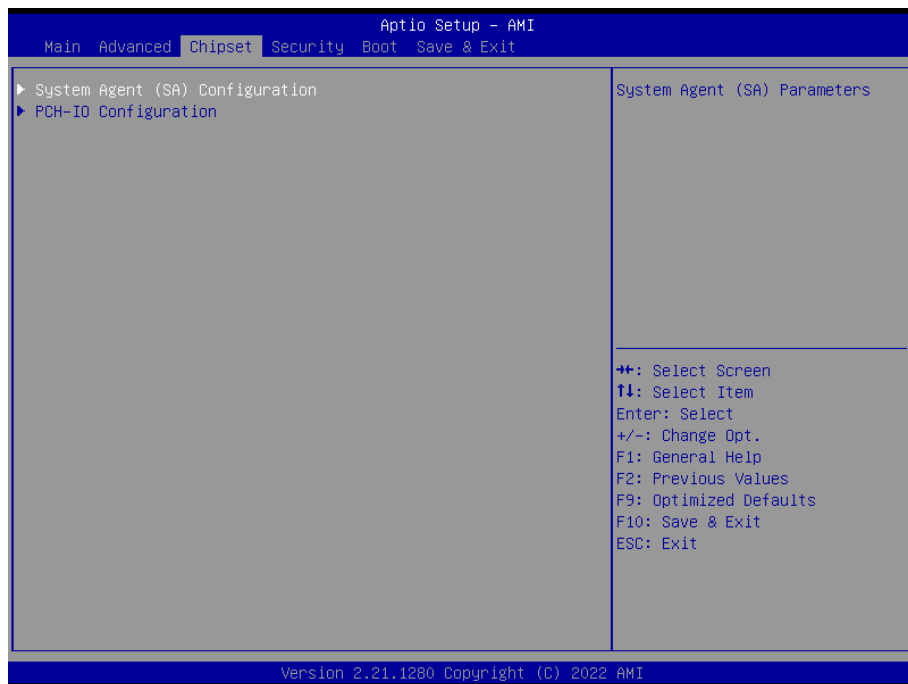 Aptio Setup – AMI
Main Advanced Chipset Security Boot Save & Exit
▶ System Agent (SA) Configuration
▶ PCH-IO Configuration
System Agent (SA) Parameters
→←: Select Screen
↑↓: Select Item
Enter: Select
+/-: Change Opt.
F1: General Help
F2: Previous Values
F9: Optimized Defaults
F10: Save & Exit
ESC: Exit
Version 2.21.1280 Copyright (C) 2022 AMI